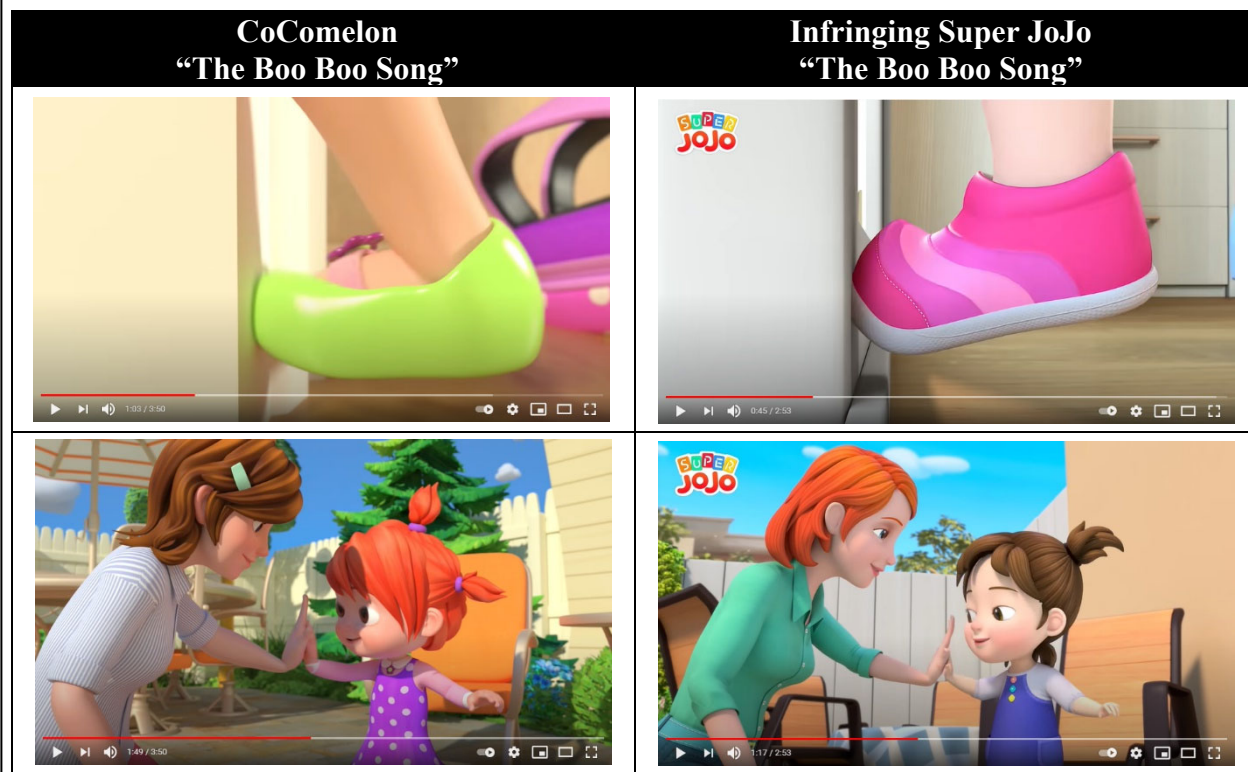 CoComelon
“The Boo Boo Song”
Infringing Super JoJo
“The Boo Boo Song”
1:03 / 3:50
SUPER
JOJO
0:45 / 2:53
1:49 / 3:50
SUPER
JOJO
1:17 / 2:53